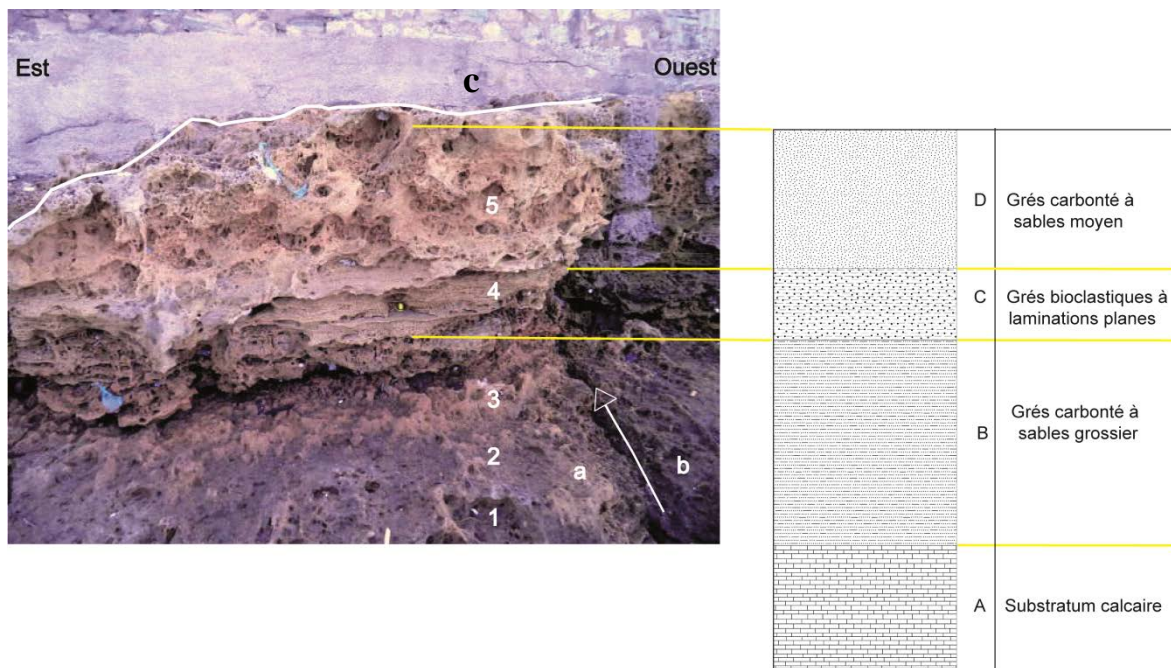 Est
c
Ouest
5
4
3
2
a
b
1
D
Grés carbonté à
sables moyen
C
Grés bioclastiques à
laminations planes
B
Grés carbonté à
sables grossier
A
Substratum calcaire